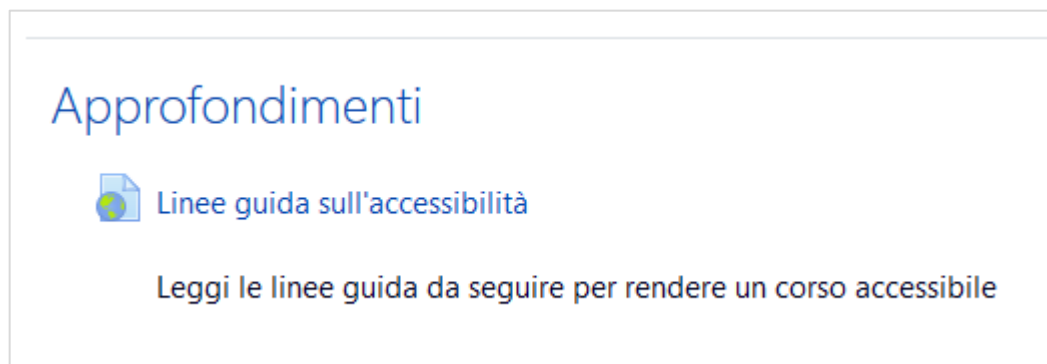 Approfondimenti
Linee guida sull'accessibilità
Leggi le linee guida da seguire per rendere un corso accessibile